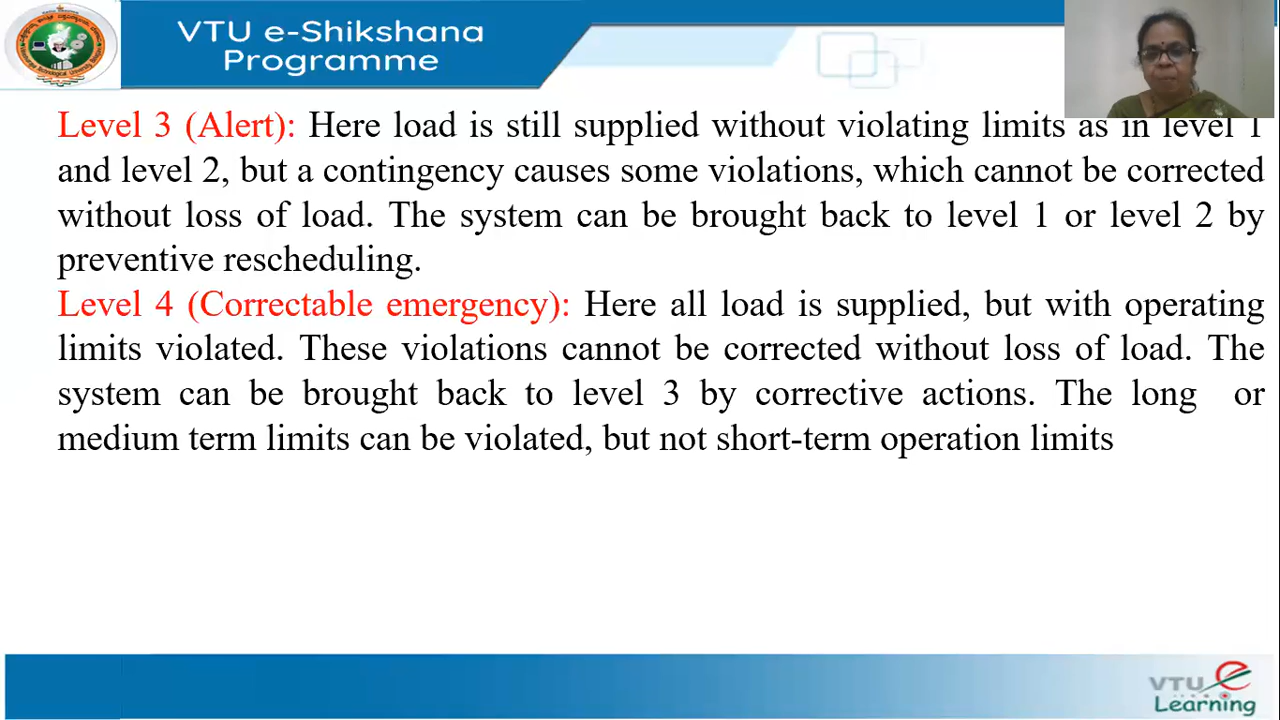 VTU e-Shikshana
Programme
Level 3 (Alert): Here load is still supplied without violating limits as in level 1
and level 2, but a contingency causes some violations, which cannot be corrected
without loss of load. The system can be brought back to level 1 or level 2 by
preventive rescheduling.
Level 4 (Correctable emergency): Here all load is supplied, but with operating
limits violated. These violations cannot be corrected without loss of load. The
system can be brought back to level 3 by corrective actions. The long or
medium term limits can be violated, but not short-term operation limits
VTU e
Learning